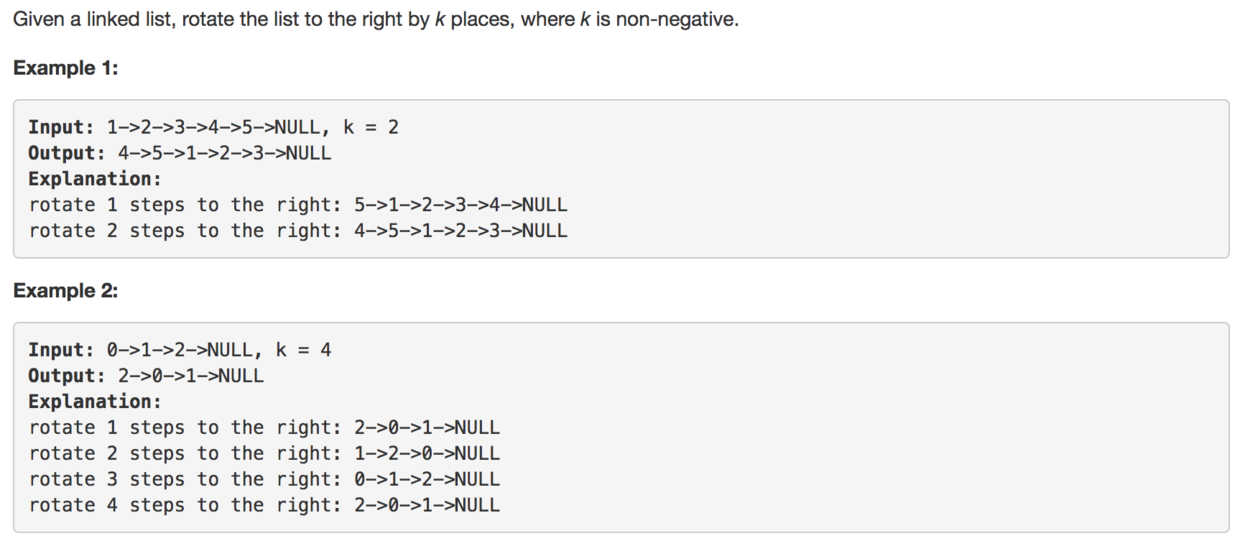 Given a linked list, rotate the list to the right by k places, where k is non-negative.
Example 1:
Input: 1->2->3->4->5->NULL, k = 2
Output: 4->5->1->2->3->NULL
Explanation:
rotate 1 steps to the right: 5->1->2->3->4->NULL
rotate 2 steps to the right: 4->5->1->2->3->NULL
Example 2:
Input: 0->1->2->NULL, k = 4
Output: 2->0->1->NULL
Explanation:
rotate 1 steps to the right: 2->0->1->NULL
rotate 2 steps to the right: 1->2->0->NULL
rotate 3 steps to the right: 0->1->2->NULL
rotate 4 steps to the right: 2->0->1->NULL